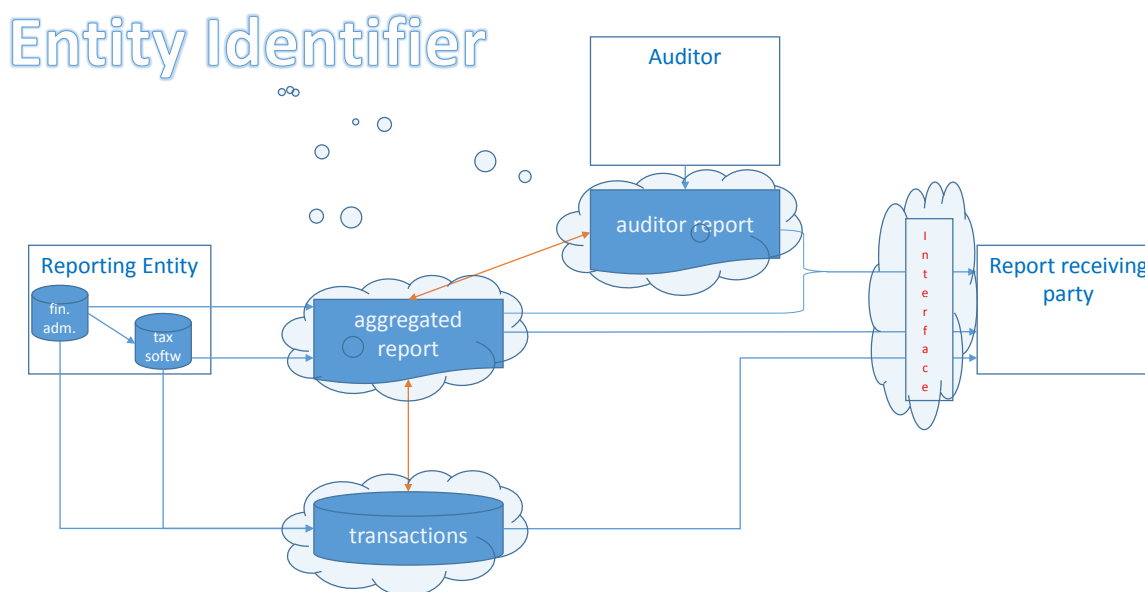 Entity Identifier
Auditor
auditor report
Reporting Entity
fin.
adm.
tax
softw
aggregated
report
transactions
I
n
t
e
r
f
a
c
e
Report receiving
party